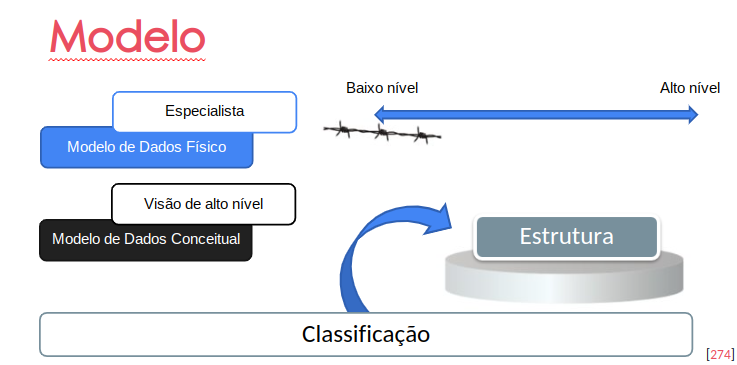 Modelo
Baixo nível
Alto nível
Especialista
Modelo de Dados Físico
Visão de alto nível
Modelo de Dados Conceitual
Estrutura
Classificação
[274]